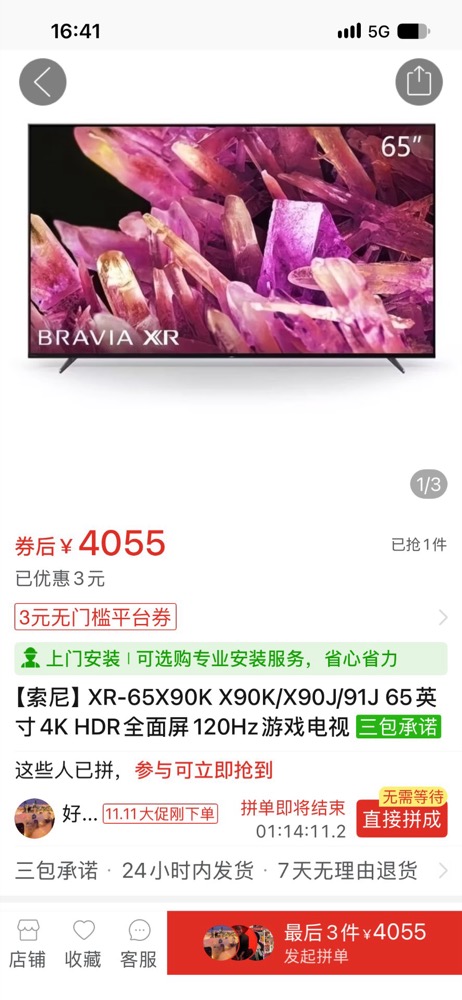 16:41
5G
65"
BRAVIA XR
1/3
券后¥4055
已抢1件
已优惠3元
3元无门槛平台券
上门安装 | 可选购专业安装服务，省心省力
【索尼】XR-65X90K X90K/X90J/91J 65英
寸4K HDR全面屏120Hz游戏电视 三包承诺
这些人已拼，参与可立即抢到
好... 11.11大促刚下单
拼单即将结束
01:14:11.2
无需等待
直接拼成
三包承诺 · 24小时内发货 · 7天无理由退货
店铺
收藏
客服
最后3件¥4055
发起拼单